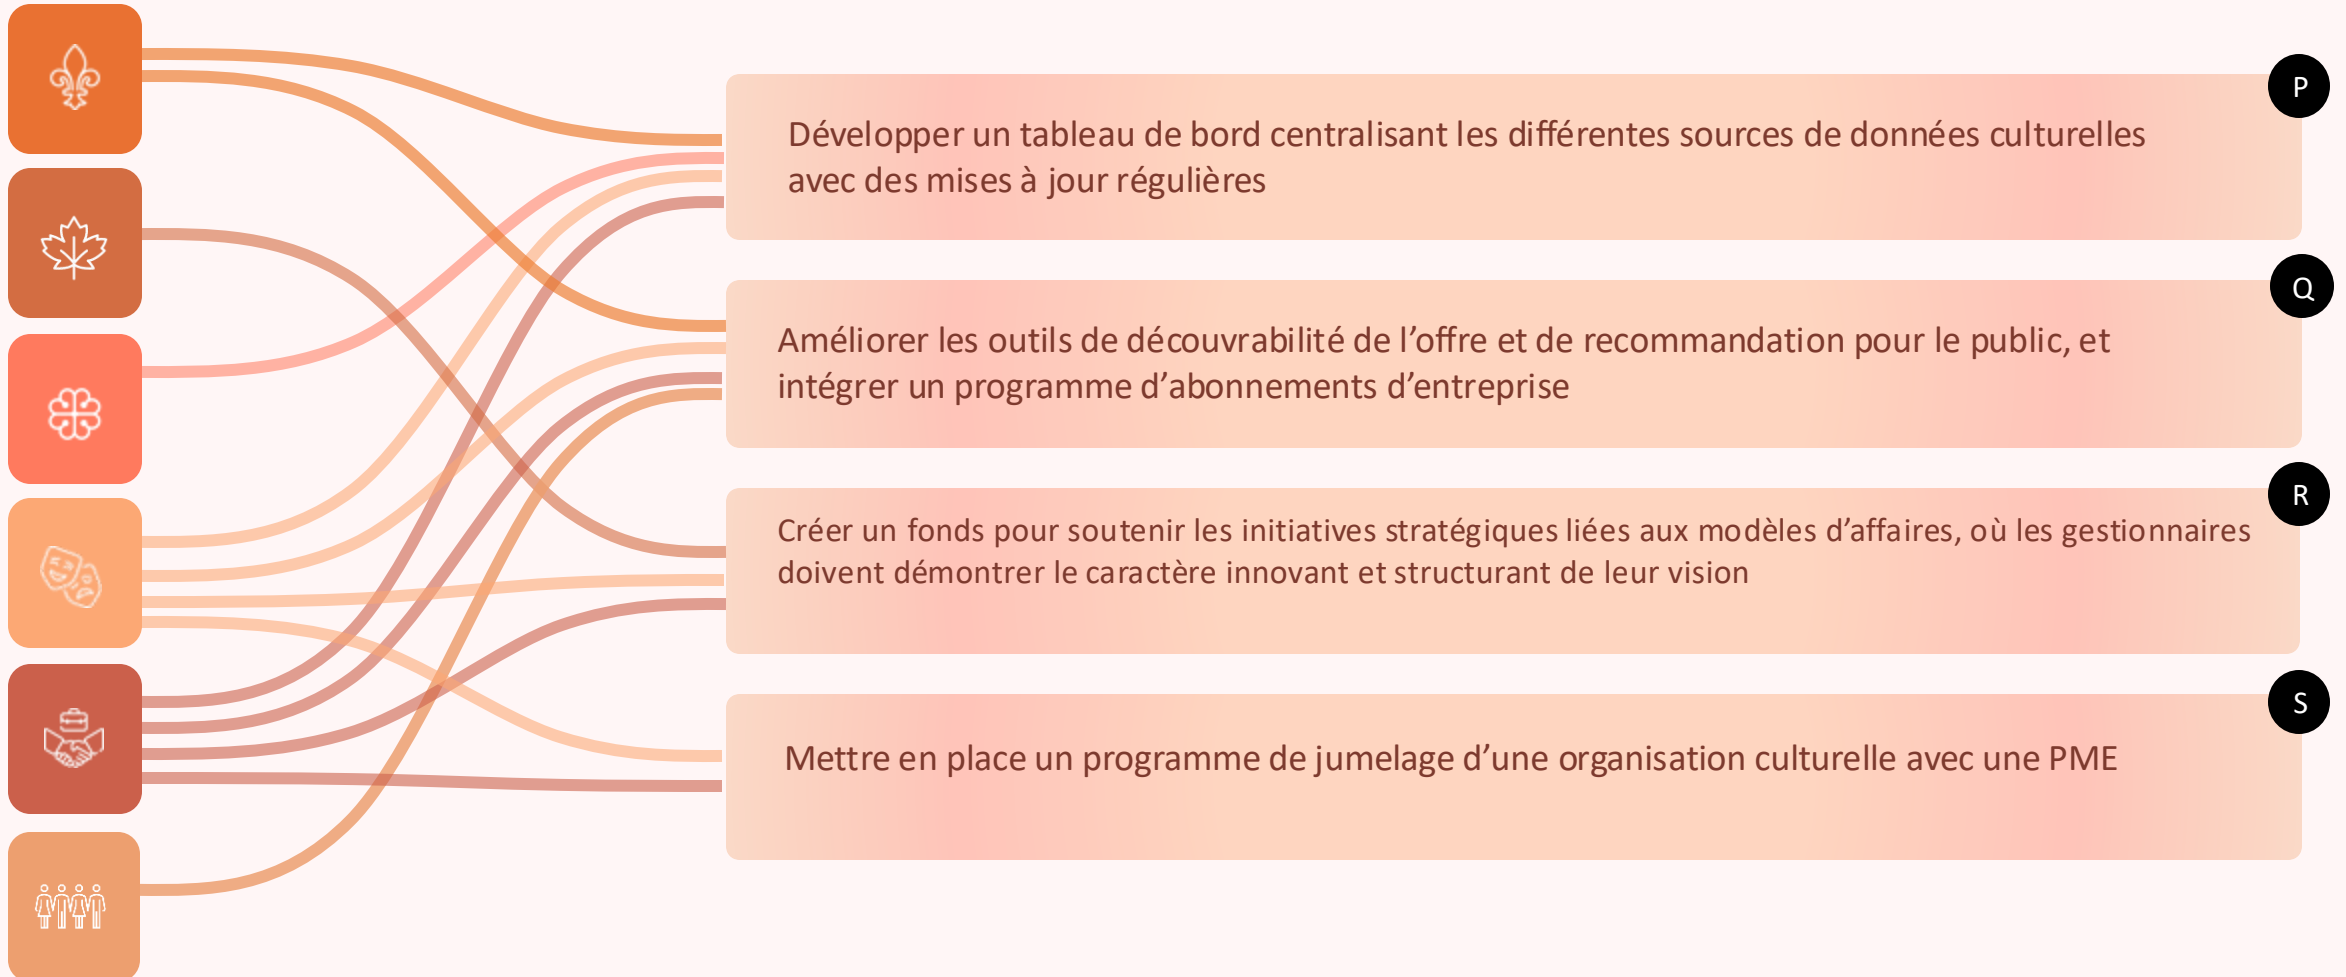 P
Développer un tableau de bord centralisant les différentes sources de données culturelles
avec des mises à jour régulières
Q
Améliorer les outils de découvrabilité de l’offre et de recommandation pour le public, et
intégrer un programme d’abonnements d’entreprise
R
Créer un fonds pour soutenir les initiatives stratégiques liées aux modèles d’affaires, où les gestionnaires
doivent démontrer le caractère innovant et structurant de leur vision
S
Mettre en place un programme de jumelage d’une organisation culturelle avec une PME